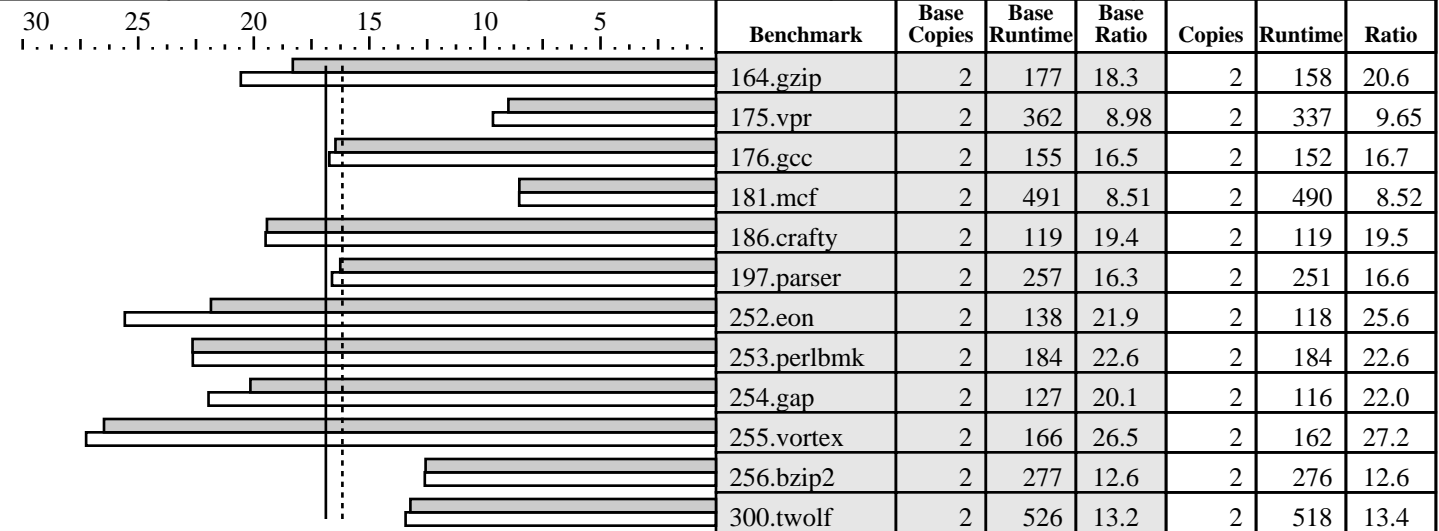 30 25 20 15 10 5
Benchmark Base Copies Base Runtime Base Ratio Copies Runtime Ratio
164.gzip 2 177 18.3 2 158 20.6
175.vpr 2 362 8.98 2 337 9.65
176.gcc 2 155 16.5 2 152 16.7
181.mcf 2 491 8.51 2 490 8.52
186.crafty 2 119 19.4 2 119 19.5
197.parser 2 257 16.3 2 251 16.6
252.eon 2 138 21.9 2 118 25.6
253.perlbmk 2 184 22.6 2 184 22.6
254.gap 2 127 20.1 2 116 22.0
255.vortex 2 166 26.5 2 162 27.2
256.bzip2 2 277 12.6 2 276 12.6
300.twolf 2 526 13.2 2 518 13.4